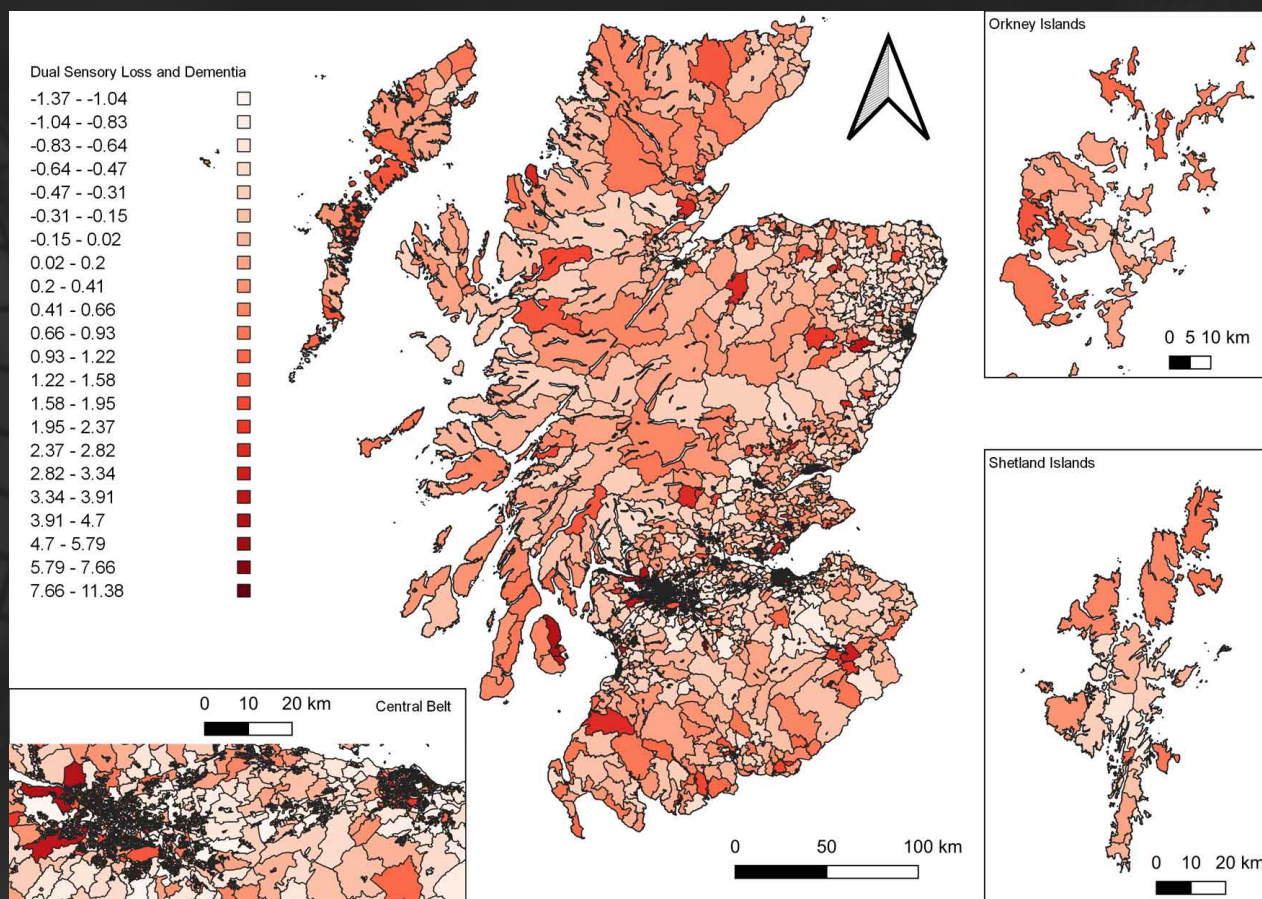 Dual Sensory Loss and Dementia
-1.37 - -1.04
-1.04 - -0.83
-0.83 - -0.64
-0.64 - -0.47
-0.47 - -0.31
-0.31 - -0.15
-0.15 - 0.02
0.02 - 0.2
0.2 - 0.41
0.41 - 0.66
0.66 - 0.93
0.93 - 1.22
1.22 - 1.58
1.58 - 1.95
1.95 - 2.37
2.37 - 2.82
2.82 - 3.34
3.34 - 3.91
3.91 - 4.7
4.7 - 5.79
5.79 - 7.66
7.66 - 11.38
0 10 20 km
Central Belt
0 50 100 km
Orkney Islands
0 5 10 km
Shetland Islands
0 10 20 km